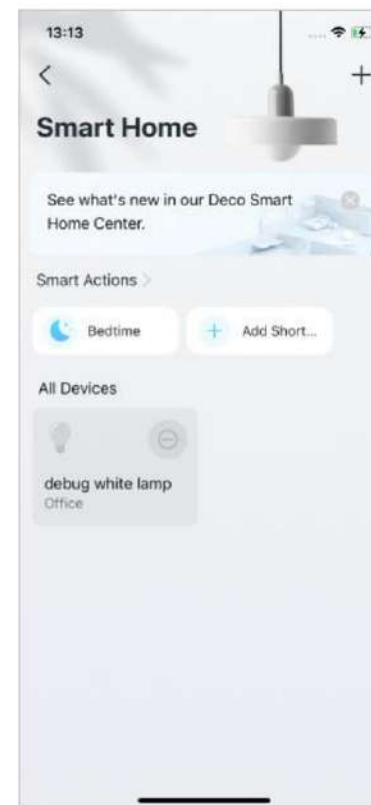 13:13
Smart Home
See what's new in our Deco Smart
Home Center.
Smart Actions
Bedtime
Add Short...
All Devices
debug white lamp
Office